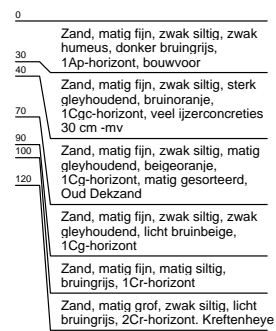 0
Zand, matig fijn, zwak siltig, zwak
humeus, donker bruingrijs,
1Ap-horizont, bouwvoor
30
40
Zand, matig fijn, zwak siltig, sterk
gleyhoudend, bruinoranje,
1Cgc-horizont, veel ijzerconcreties
30 cm -mv
70
Zand, matig fijn, zwak siltig, matig
gleyhoudend, beigeoranje,
1Cg-horizont, matig gesorteerd,
Oud Dekzand
90
100
120
Zand, matig fijn, zwak siltig, zwak
gleyhoudend, licht bruinbeige,
1Cg-horizont
Zand, matig fijn, matig siltig,
bruingrijs, 1Cr-horizont
Zand, matig grof, zwak siltig, licht
bruingrijs, 2Cr-horizont. Kreftenheye